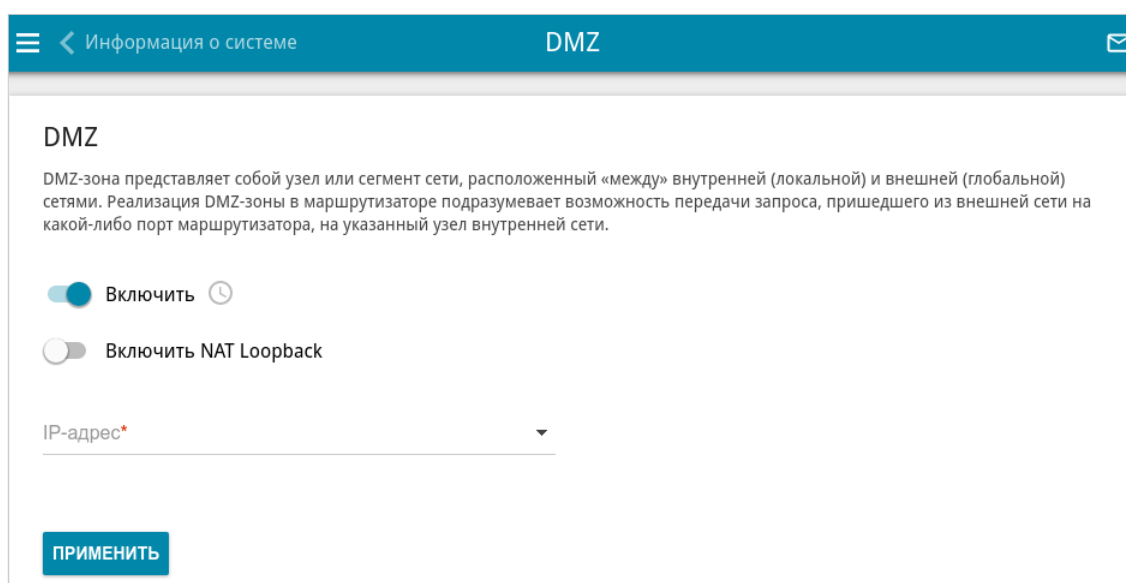 Информация о системе
DMZ
DMZ
DMZ-зона представляет собой узел или сегмент сети, расположенный «между» внутренней (локальной) и внешней (глобальной)
сетями. Реализация DMZ-зоны в маршрутизаторе подразумевает возможность передачи запроса, пришедшего из внешней сети на
какой-либо порт маршрутизатора, на указанный узел внутренней сети.
Включить
Включить NAT Loopback
IP-адрес*
ПРИМЕНИТЬ